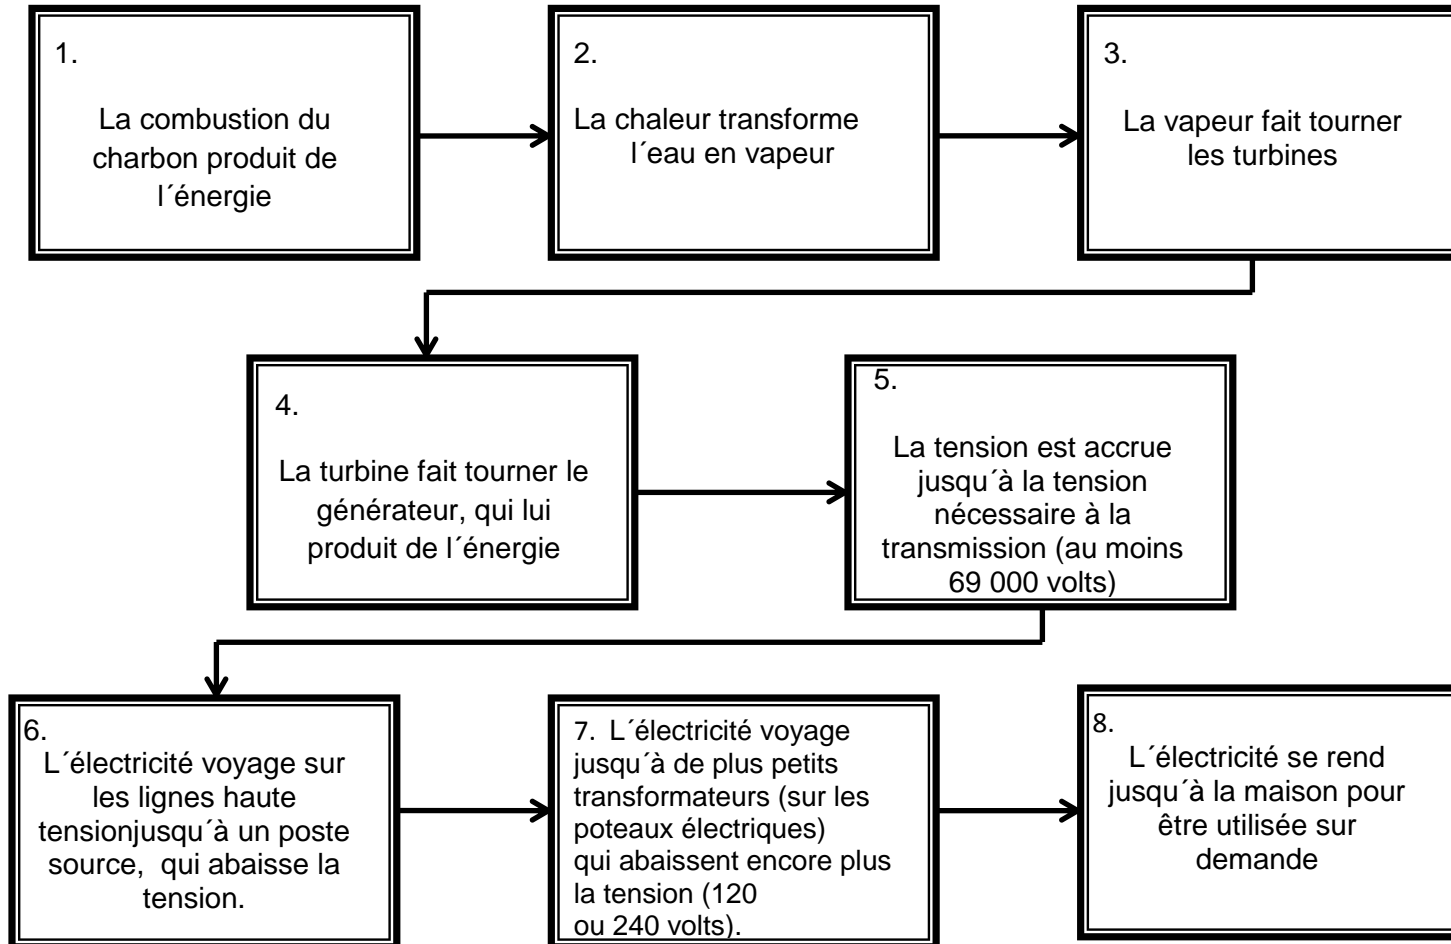 1.
La combustion du
charbon produit de
l´énergie
2.
La chaleur transforme
l´eau en vapeur
3.
La vapeur fait tourner
les turbines
4.
La turbine fait tourner le
générateur, qui lui
produit de l´énergie
5.
La tension est accrue
jusqu´à la tension
nécessaire à la
transmission (au moins
69 000 volts)
6.
L´électricité voyage sur
les lignes haute
tensionjusqu´à un poste
source,  qui abaisse la
tension.
7. L´électricité voyage
jusqu´à de plus petits
transformateurs (sur les
poteaux électriques)
qui abaissent encore plus
la tension (120
ou 240 volts).
8.
L´électricité se rend
jusqu´à la maison pour
être utilisée sur
demande